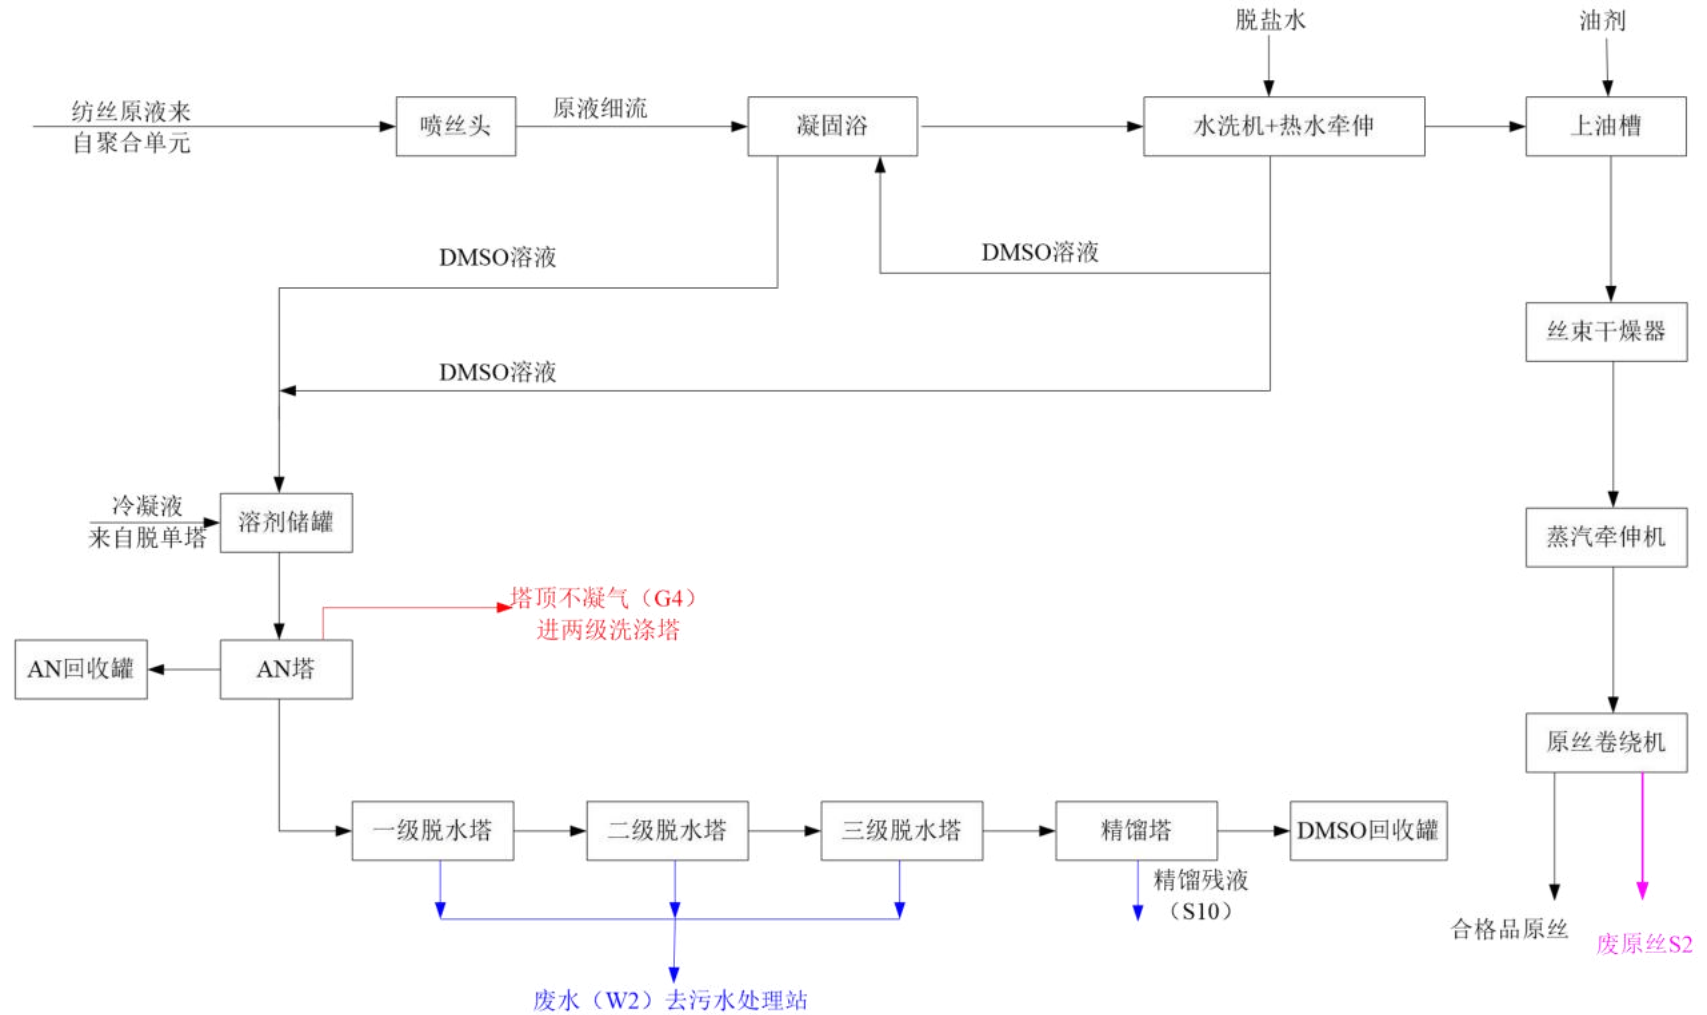 脱盐水
油剂
纺丝原液来
自聚合单元
喷丝头
原液细流
凝固浴
水洗机+热水牵伸
上油槽
DMSO溶液
DMSO溶液
丝束干燥器
DMSO溶液
冷凝液
来自脱单塔
溶剂储罐
蒸汽牵伸机
塔顶不凝气（G4）
进两级洗涤塔
AN回收罐
AN塔
原丝卷绕机
一级脱水塔
二级脱水塔
三级脱水塔
精馏塔
DMSO回收罐
精馏残液
（S10）
合格品原丝
废原丝S2
废水（W2）去污水处理站